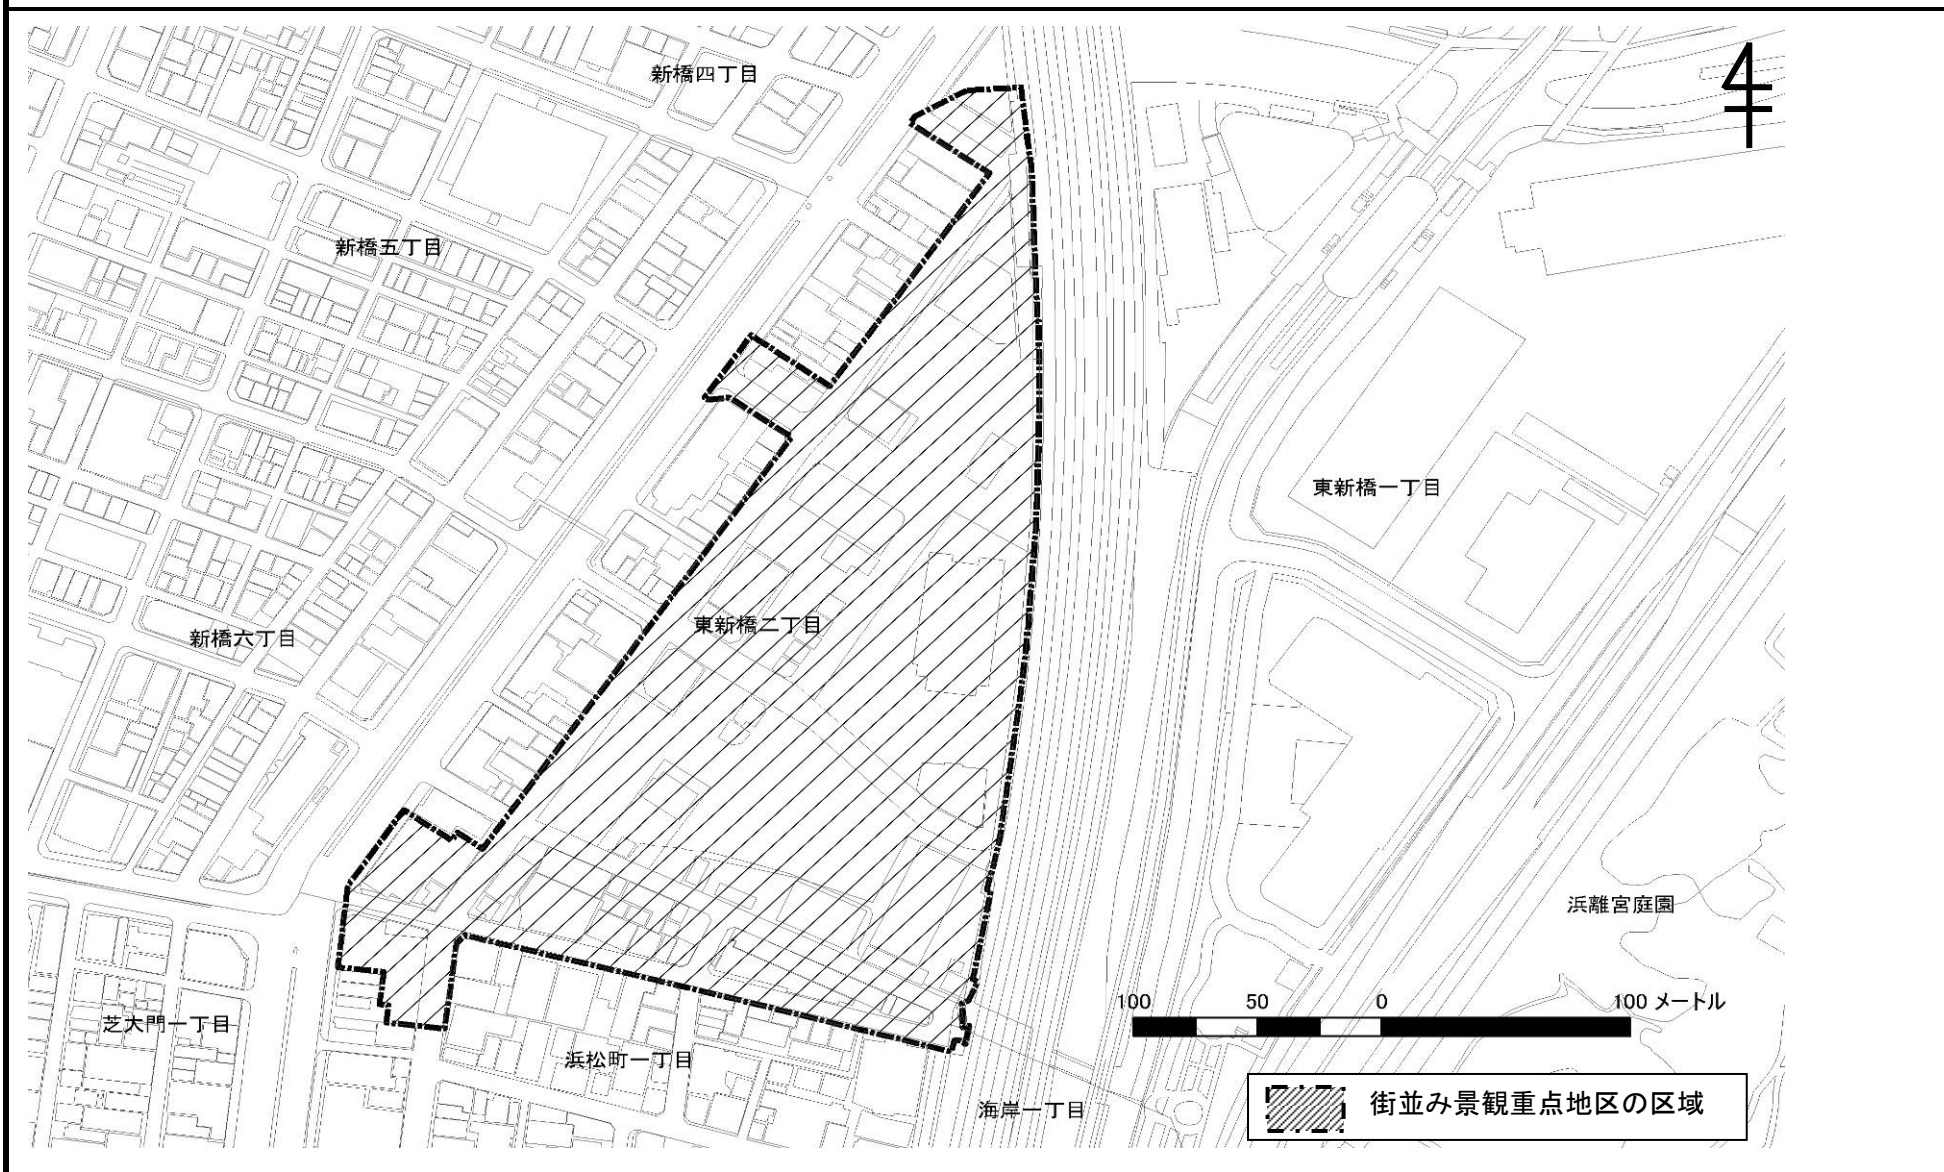 新橋四丁目
新橋五丁目
東新橋一丁目
東新橋二丁目
新橋六丁目
浜離宮庭園
100 50 0 100 メートル
芝大門一丁目
浜松町一丁目
海岸一丁目
街並み景観重点地区の区域